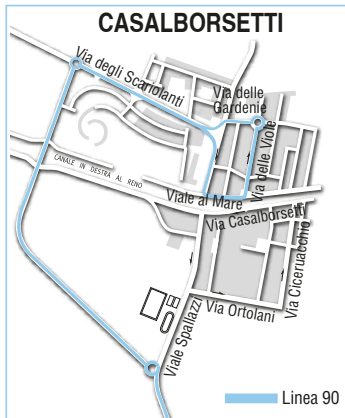 CASALBORSETTI
Via degli Scariolanti
Via delle
Gardenie
Via delle Viole
CANALE IN DESTRA AL RENO
Viale al Mare
Via Casalborsetti
Via Ciceruacchio
Via Ortolani
Viale Spallazzi
Linea 90